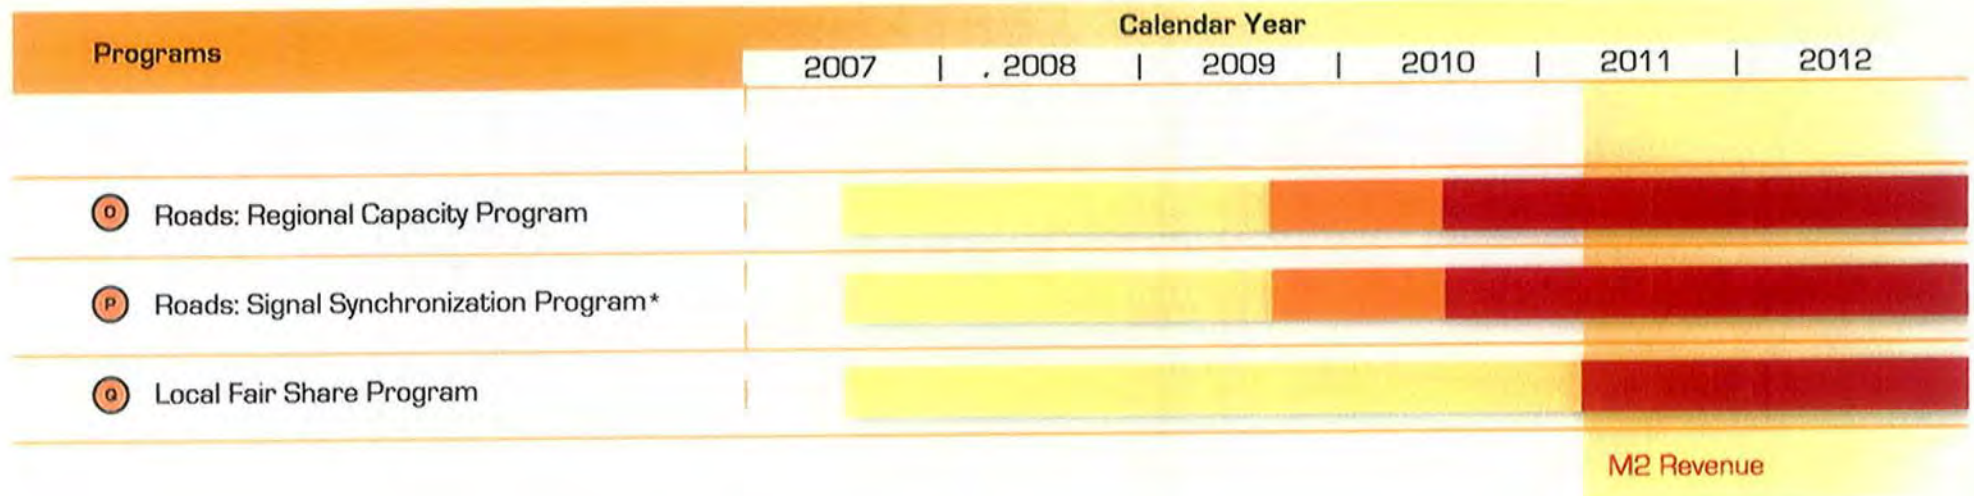 Calendar Year
Programs
2007 | . 2008 | 2009 | 2010 | 2011 | 2012
O Roads: Regional Capacity Program
P Roads: Signal Synchronization Program*
Q Local Fair Share Program
M2 Revenue